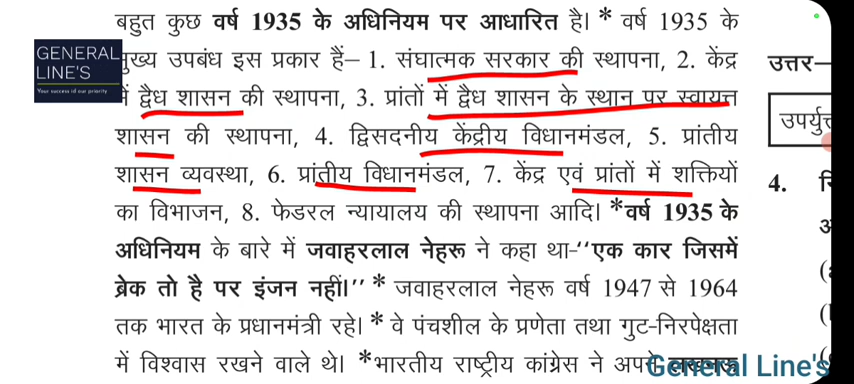 बहुत कुछ वर्ष 1935 के अधिनियम पर आधारित है। * वर्ष 1935 के
मुख्य उपबंध इस प्रकार हैं– 1. संघात्मक सरकार की स्थापना, 2. केंद्र
में द्वैध शासन की स्थापना, 3. प्रांतों में द्वैध शासन के स्थान पर स्वायत्त
शासन की स्थापना, 4. द्विसदनीय केंद्रीय विधानमंडल, 5. प्रांतीय
शासन व्यवस्था, 6. प्रांतीय विधानमंडल, 7. केंद्र एवं प्रांतों में शक्तियों
का विभाजन, 8. फेडरल न्यायालय की स्थापना आदि। *वर्ष 1935 के
अधिनियम के बारे में जवाहरलाल नेहरू ने कहा था-‘‘एक कार जिसमें
ब्रेक तो है पर इंजन नहीं।’’ * जवाहरलाल नेहरू वर्ष 1947 से 1964
तक भारत के प्रधानमंत्री रहे। * वे पंचशील के प्रणेता तथा गुट-निरपेक्षता
में विश्वास रखने वाले थे। *भारतीय राष्ट्रीय कांग्रेस ने अपने लखनऊ
GENERAL
LINE'S
Your success of our priority
उत्तर–
4.
General Line's